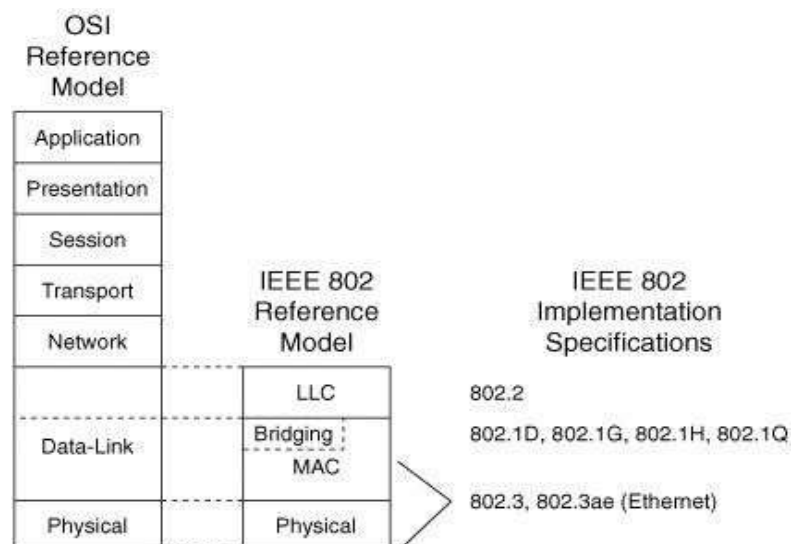 OSI
Reference
Model
Application
Presentation
Session
Transport
Network
Data-Link
Physical
IEEE 802
Reference
Model
LLC
Bridging
MAC
Physical
IEEE 802
Implementation
Specifications
802.2
802.1D, 802.1G, 802.1H, 802.1Q
802.3, 802.3ae (Ethernet)